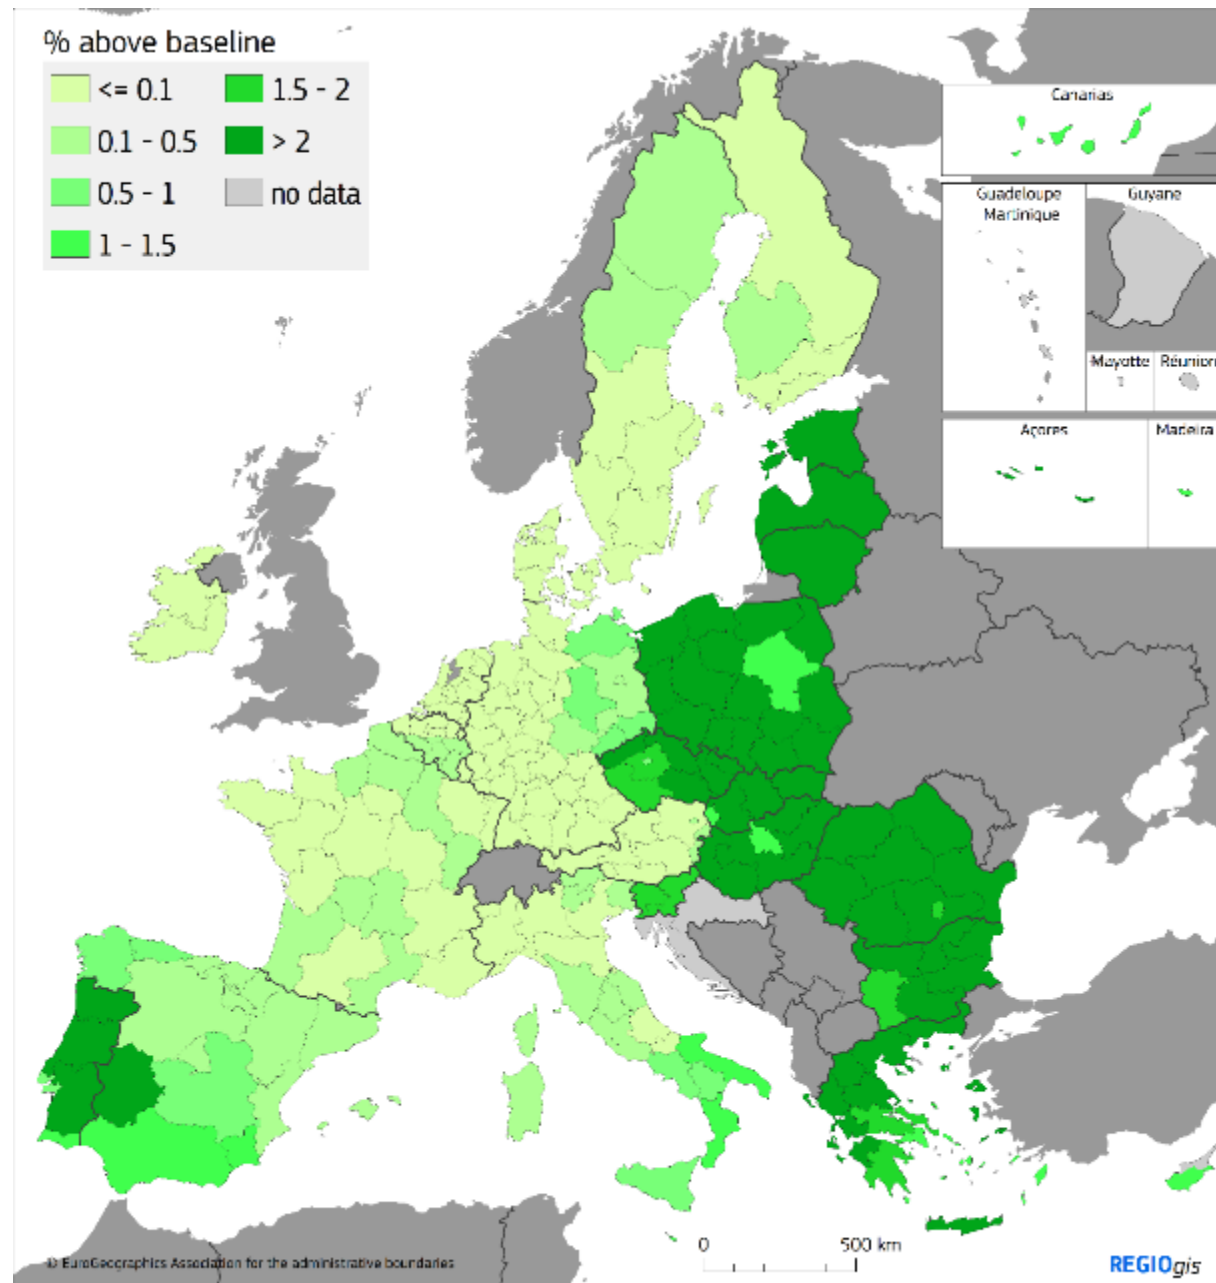 % above baseline
<= 0.1
1.5 - 2
0.1 - 0.5
> 2
0.5 - 1
no data
1 - 1.5
Canarias
Guadeloupe
Martinique
Guyane
Mayotte
Réunion
Açores
Madeira
0
500 km
© EuroGeographics Association for the administrative boundaries
REGIOgis